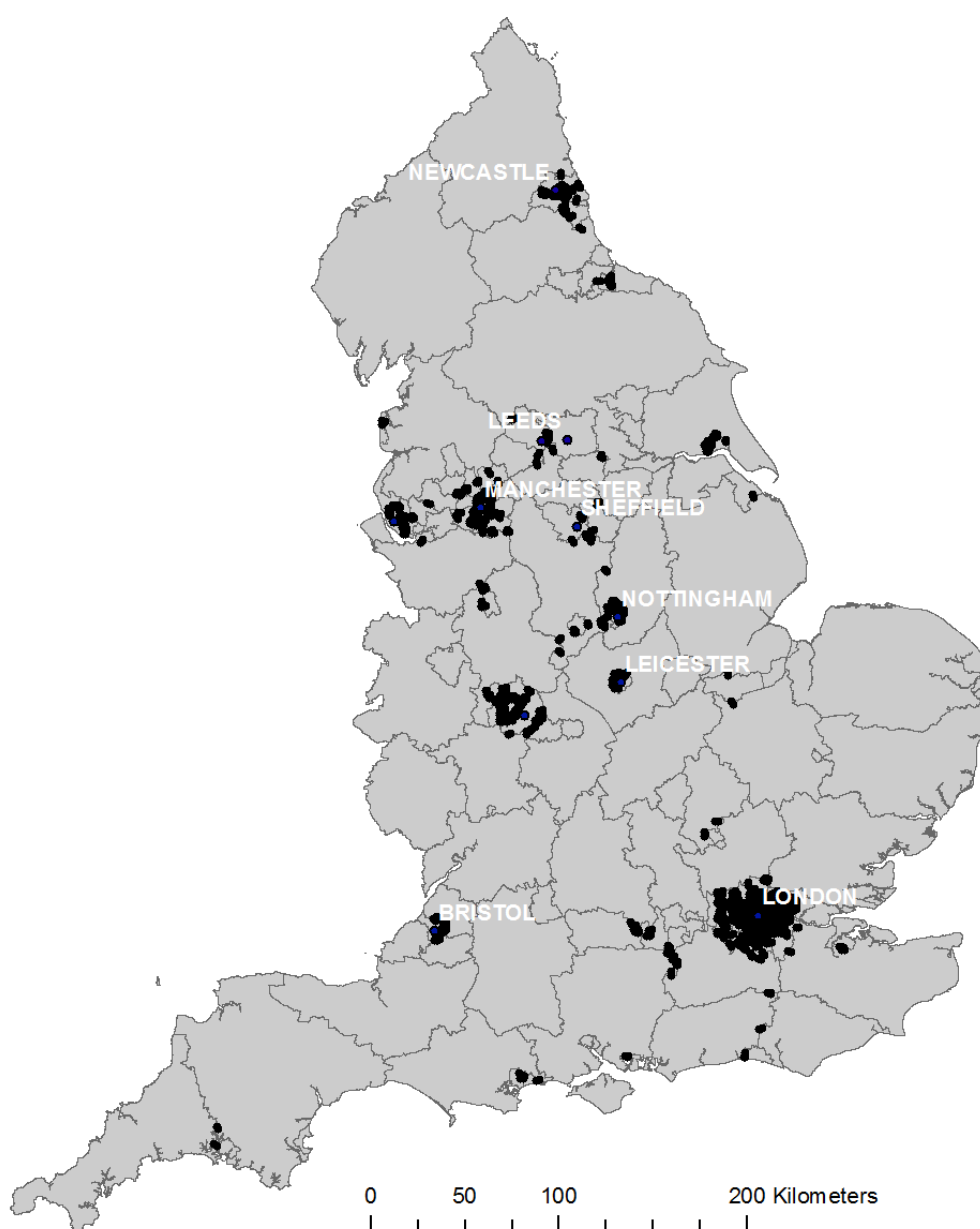 NEWCASTLE
LEEDS
MANCHESTER
SHEFFIELD
NOTTINGHAM
LEICESTER
LONDON
BRISTOL
0 50 100 200 Kilometers